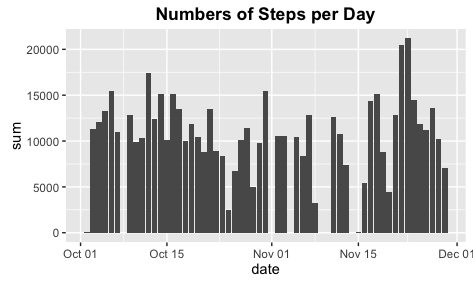 Numbers of Steps per Day
20000
15000
10000
5000
0
sum
Oct 01 Oct 15 Nov 01 Nov 15 Dec 01
date